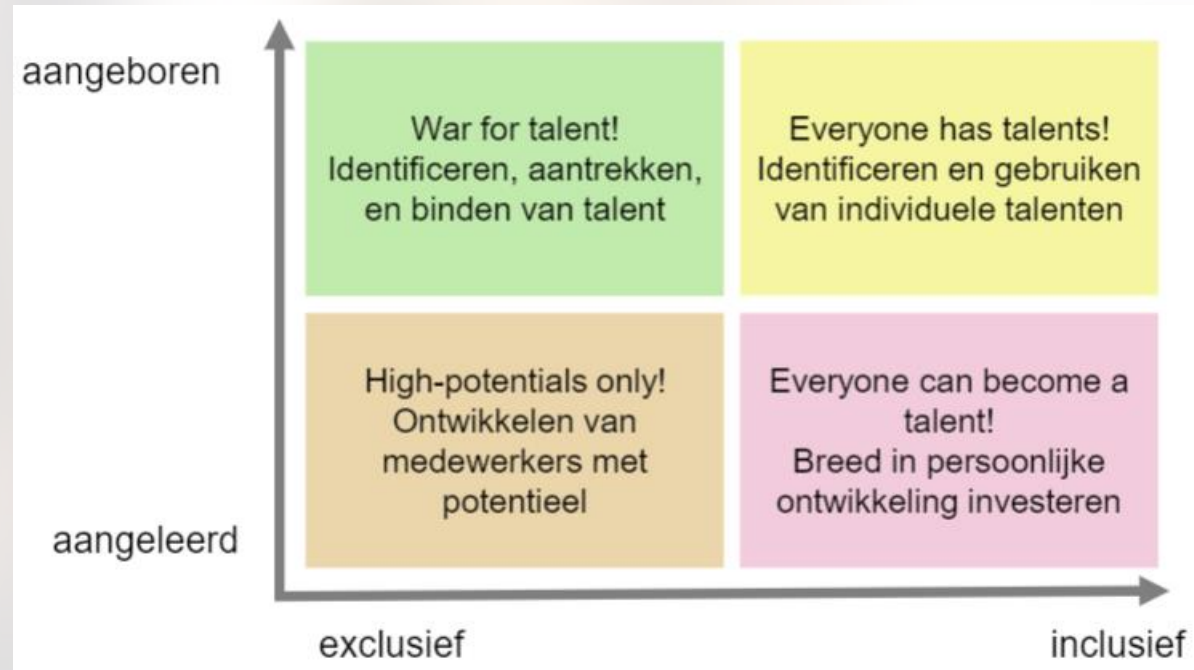 aangeboren
War for talent!
Identificeren, aantrekken,
en binden van talent
Everyone has talents!
Identificeren en gebruiken
van individuele talenten
High-potentials only!
Ontwikkelen van
medewerkers met
potentieel
Everyone can become a
talent!
Breed in persoonlijke
ontwikkeling investeren
aangeleerd
exclusief
inclusief